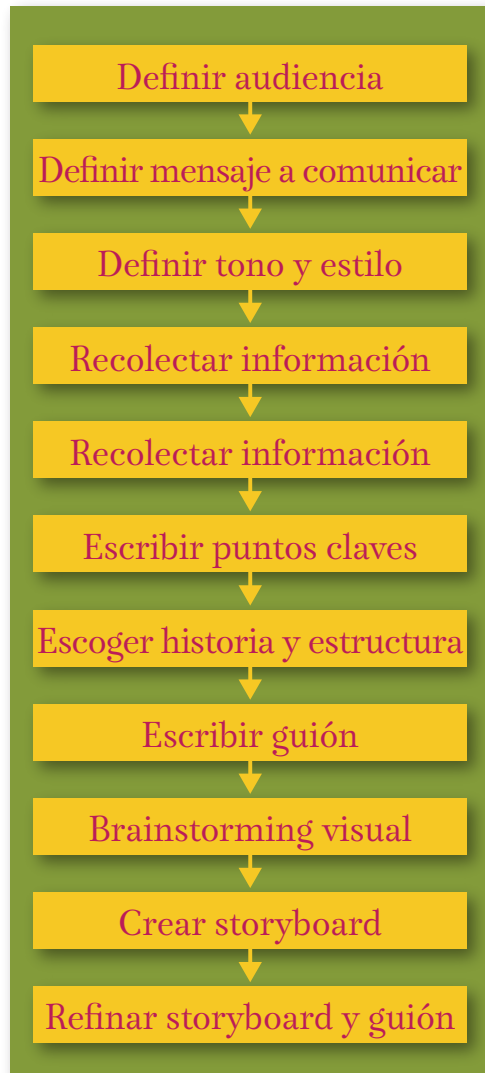 Definir audiencia
Definir mensaje a comunicar
Definir tono y estilo
Recolectar información
Recolectar información
Escribir puntos claves
Escoger historia y estructura
Escribir guión
Brainstorming visual
Crear storyboard
Refinar storyboard y guión